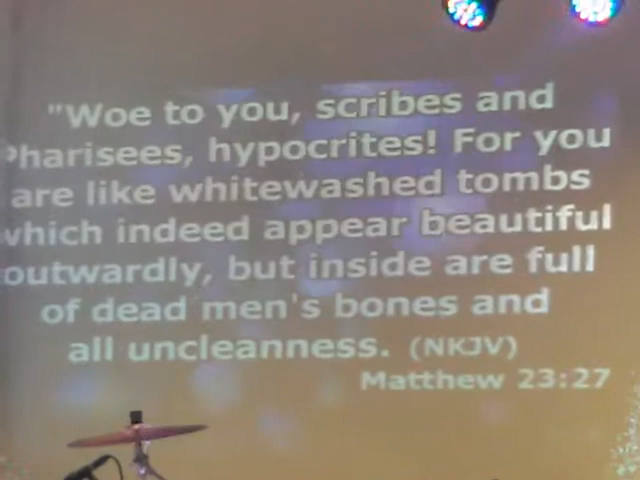 "Woe to you, scribes and
Pharisees, hypocrites! For you
are like whitewashed tombs
which indeed appear beautiful
outwardly, but inside are full
of dead men's bones and
all uncleanness. (NKJV)
Matthew 23:27